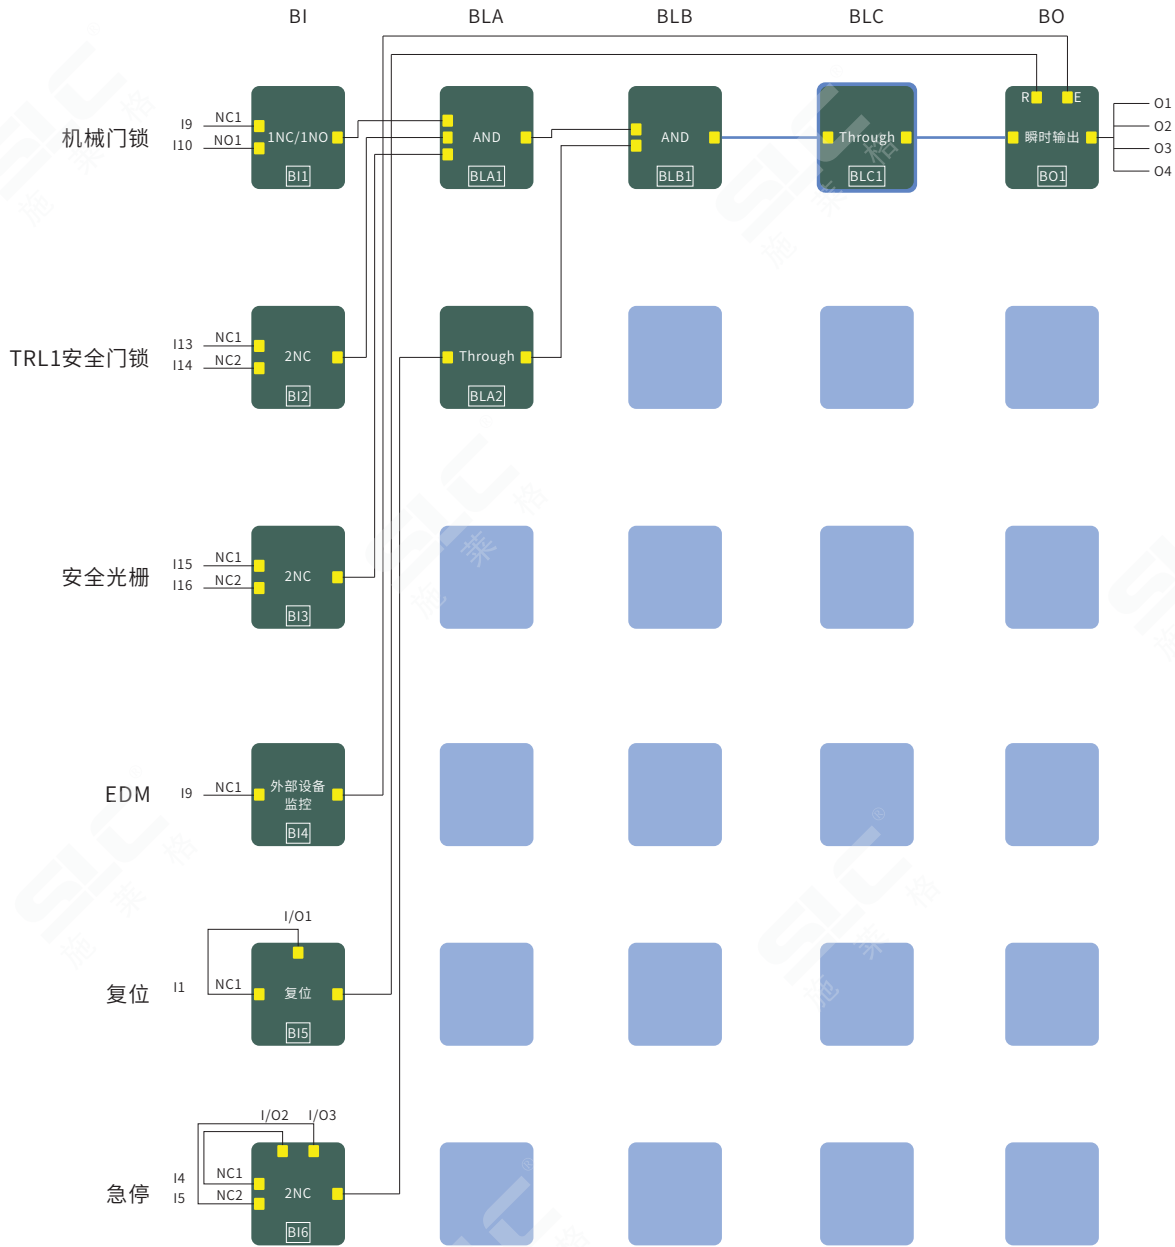 BI BLA BLB BLC BO
R E
机械门锁 I9 NC1 1NC/1NO AND AND Through 瞬时输出 O1
I10 NO1 O2
O3
O4
BI1 BLA1 BLB1 BLC1 BO1
TRL1安全门锁 I13 NC1 2NC Through
I14 NC2
BI2 BLA2
安全光栅 I15 NC1 2NC
I16 NC2
BI3
EDM I9 NC1 外部设备
监控
BI4
I/O1
复位 I1 NC1 复位
BI5
I/O2 I/O3
急停 I4 NC1 2NC
I5 NC2
BI6
SLC®
施莱格